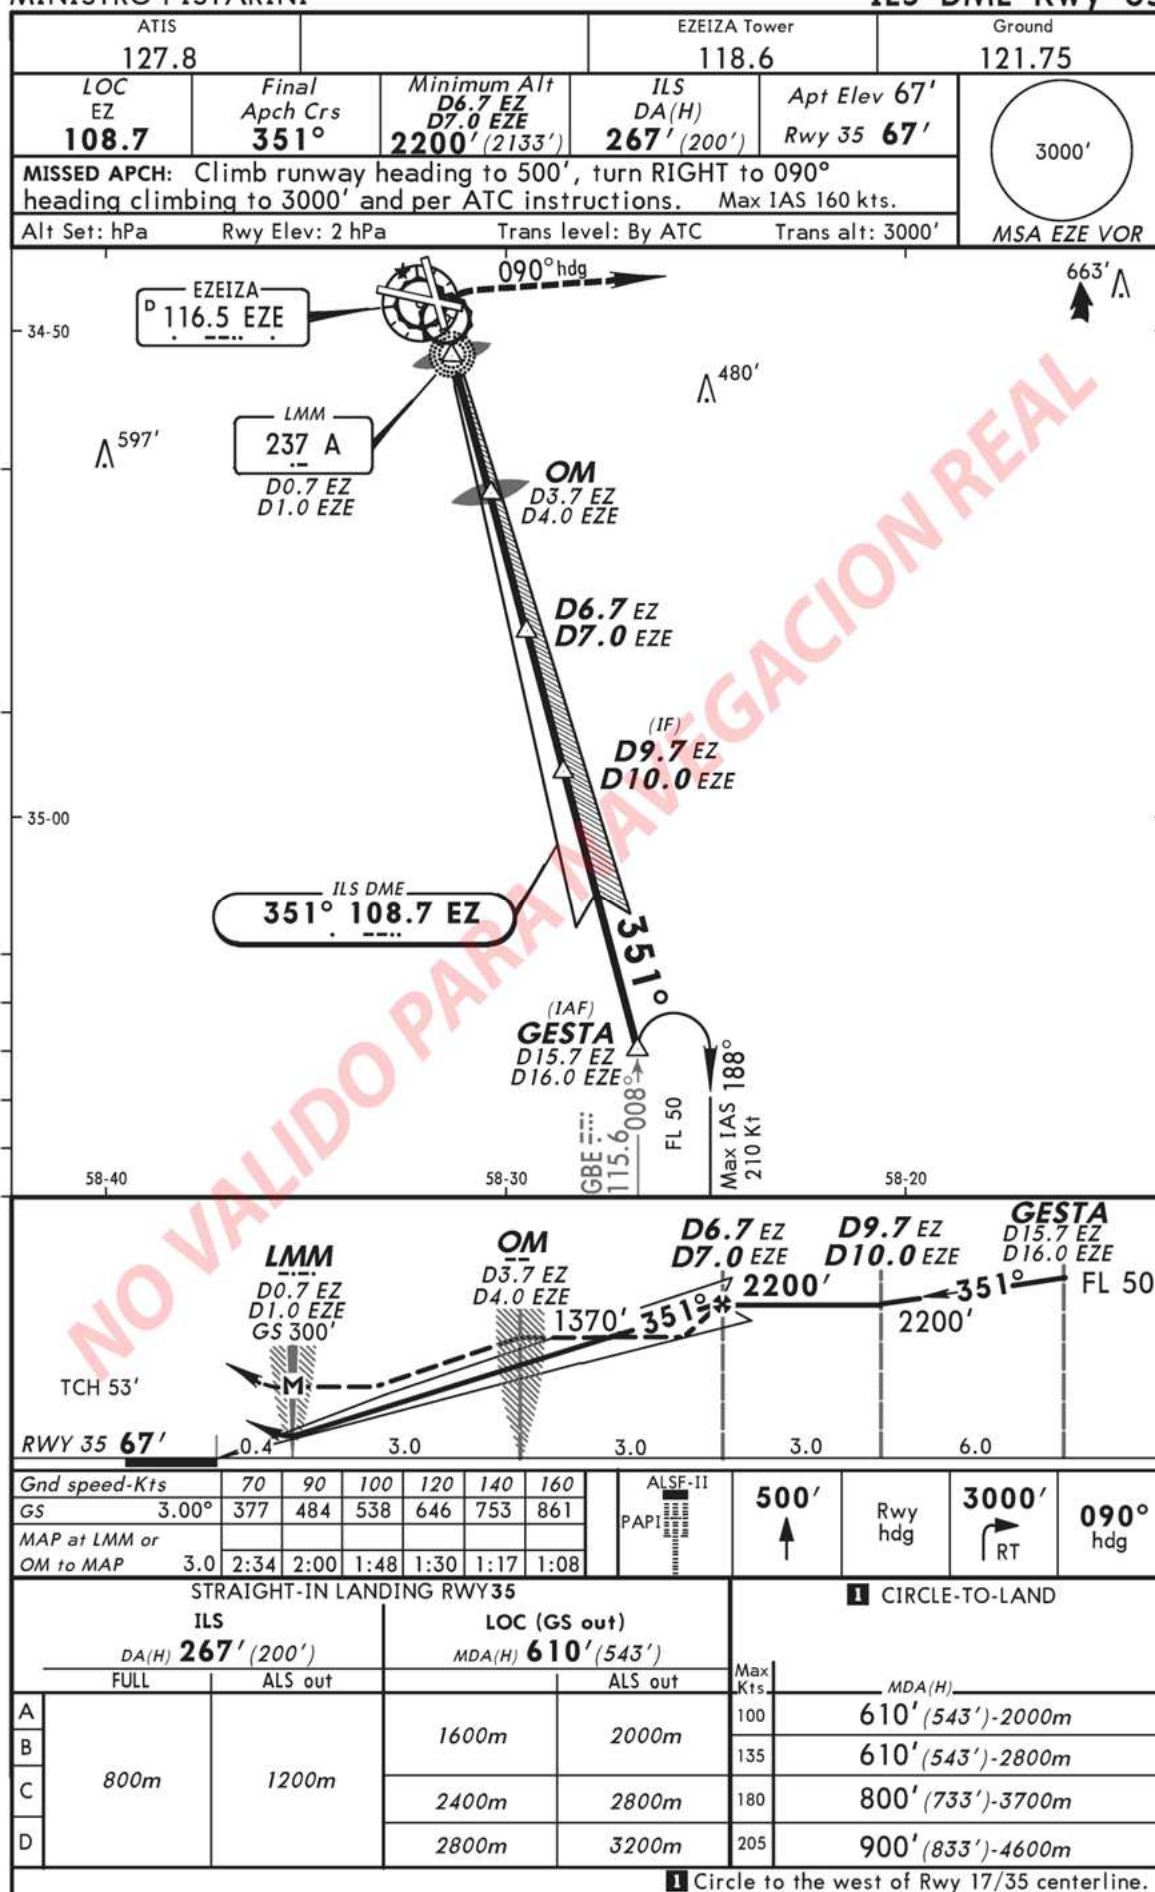 MINISTRO PISTARINI
ILS DME Rwy
ATIS
127.8
EZEIZA Tower
118.6
Ground
121.75
LOC
EZ
108.7
Final
Apch Crs
351°
Minimum Alt
D6.7 EZ
D7.0 EZE
2200' (2133')
ILS
DA(H)
267' (200')
Apt Elev 67'
Rwy 35 67'
3000'
MISSED APCH: Climb runway heading to 500', turn RIGHT to 090°
heading climbing to 3000' and per ATC instructions. Max IAS 160 kts.
Alt Set: hPa Rwy Elev: 2 hPa Trans level: By ATC Trans alt: 3000'
MSA EZE VOR
090° hdg
663'
EZEIZA
D 116.5 EZE
34-50
480'
LMM
237 A
D0.7 EZ
D1.0 EZE
597'
OM
D3.7 EZ
D4.0 EZE
D6.7 EZ
D7.0 EZE
(IF)
D9.7 EZ
D10.0 EZE
35-00
ILS DME
351° 108.7 EZ
351°
(IAF)
GESTA
D15.7 EZ
D16.0 EZE
008°
GBE
115.6
FL 50
188°
Max IAS
210 Kt
58-40
58-30
58-20
NO VALIDO PARA NAVEGACION REAL
LMM
D0.7 EZ
D1.0 EZE
GS 300'
OM
D3.7 EZ
D4.0 EZE
D6.7 EZ
D7.0 EZE
D9.7 EZ
D10.0 EZE
GESTA
D15.7 EZ
D16.0 EZE
1370'
351°
2200'
351°
FL 50
2200'
TCH 53'
M
RWY 35 67'
0.4
3.0
3.0
3.0
6.0
Gnd speed-Kts 70 90 100 120 140 160
GS 3.00° 377 484 538 646 753 861
MAP at LMM or
OM to MAP 3.0 2:34 2:00 1:48 1:30 1:17 1:08
ALSF-II
PAPI
500'
Rwy
hdg
3000'
RT
090°
hdg
STRAIGHT-IN LANDING RWY 35
1 CIRCLE-TO-LAND
ILS
DA(H) 267' (200')
LOC (GS out)
MDA(H) 610' (543')
FULL
ALS out
ALS out
Max
Kts
MDA(H)
A
B
C
D
800m
1200m
1600m
2000m
2400m
2800m
2800m
3200m
100 610' (543')-2000m
135 610' (543')-2800m
180 800' (733')-3700m
205 900' (833')-4600m
1 Circle to the west of Rwy 17/35 centerline.